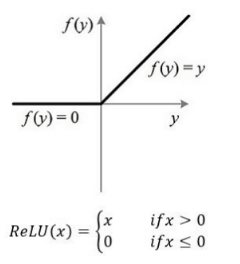 f(y)
f(y) = y
f(y) = 0
y
ReLU(x) = {x if x > 0
0 if x ≤ 0